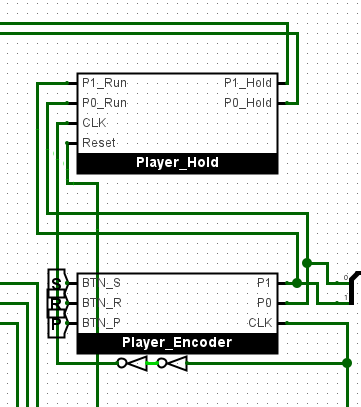 P1_Run P1_Hold
P0_Run P0_Hold
CLK
Reset
Player_Hold
S BTN_S P1
R BTN_R P0
P BTN_P CLK
Player_Encoder
0
1